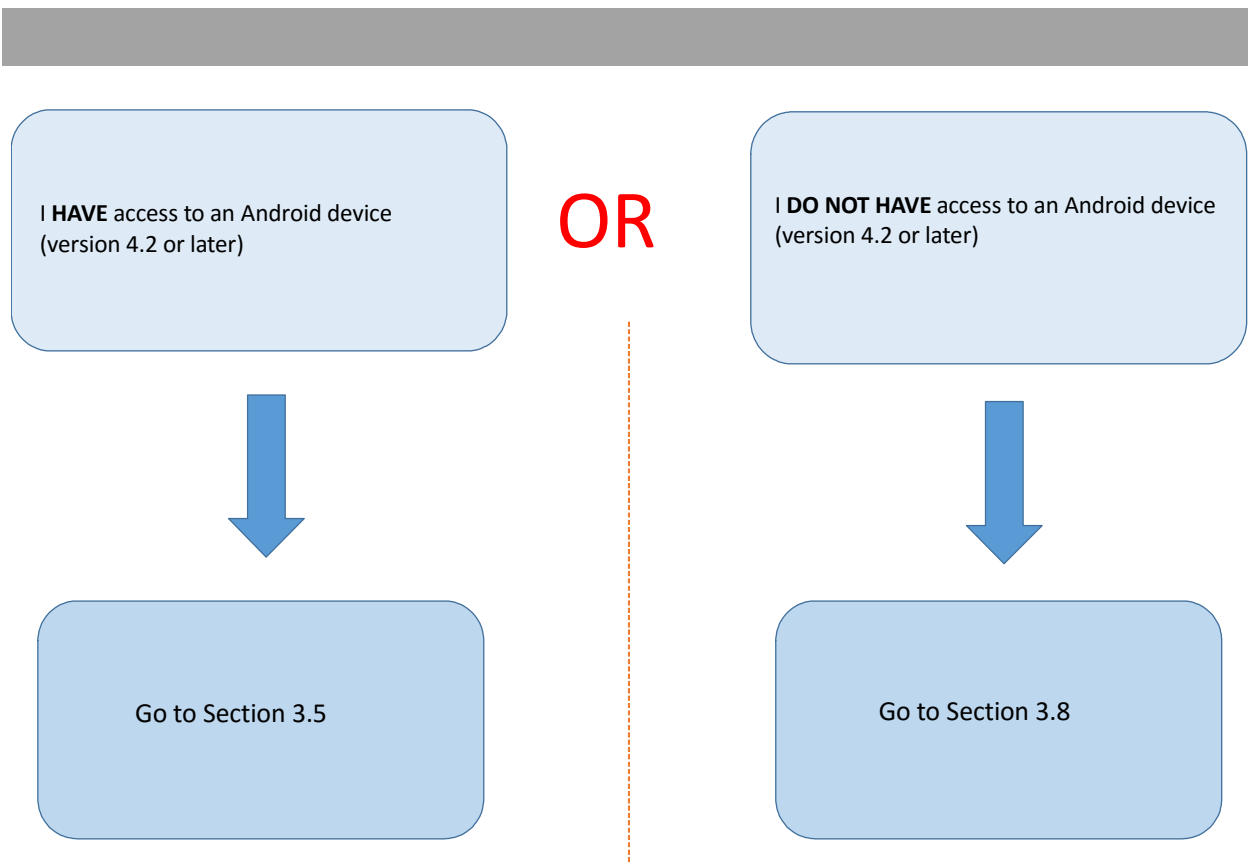 I HAVE access to an Android device
(version 4.2 or later)
OR
I DO NOT HAVE access to an Android device
(version 4.2 or later)
Go to Section 3.5
Go to Section 3.8